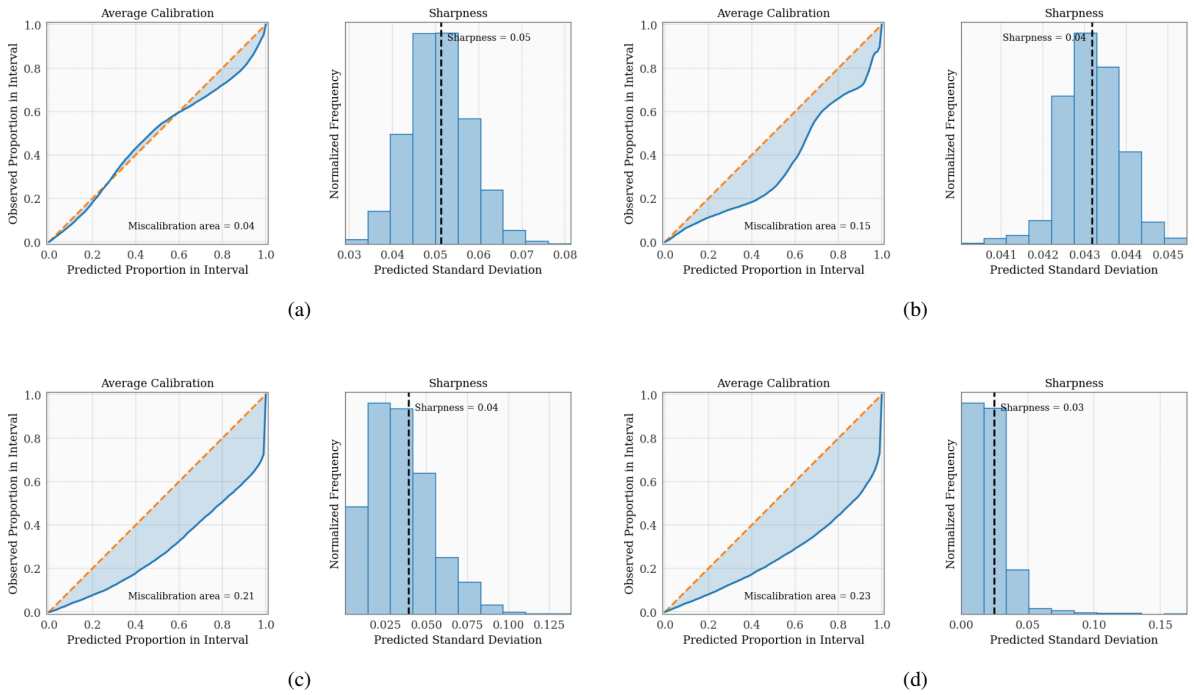 Average Calibration
Observed Proportion in Interval
1.0
0.8
0.6
0.4
0.2
0.0
Miscalibration area = 0.04
0.0 0.2 0.4 0.6 0.8 1.0
Predicted Proportion in Interval
Sharpness
Normalized Frequency
Sharpness = 0.05
0.03 0.04 0.05 0.06 0.07 0.08
Predicted Standard Deviation
(a)
Average Calibration
Observed Proportion in Interval
1.0
0.8
0.6
0.4
0.2
0.0
Miscalibration area = 0.15
0.0 0.2 0.4 0.6 0.8 1.0
Predicted Proportion in Interval
Sharpness
Normalized Frequency
Sharpness = 0.04
0.041 0.042 0.043 0.044 0.045
Predicted Standard Deviation
(b)
Average Calibration
Observed Proportion in Interval
1.0
0.8
0.6
0.4
0.2
0.0
Miscalibration area = 0.21
0.0 0.2 0.4 0.6 0.8 1.0
Predicted Proportion in Interval
Sharpness
Normalized Frequency
Sharpness = 0.04
0.025 0.050 0.075 0.100 0.125
Predicted Standard Deviation
(c)
Average Calibration
Observed Proportion in Interval
1.0
0.8
0.6
0.4
0.2
0.0
Miscalibration area = 0.23
0.0 0.2 0.4 0.6 0.8 1.0
Predicted Proportion in Interval
Sharpness
Normalized Frequency
Sharpness = 0.03
0.00 0.05 0.10 0.15
Predicted Standard Deviation
(d)